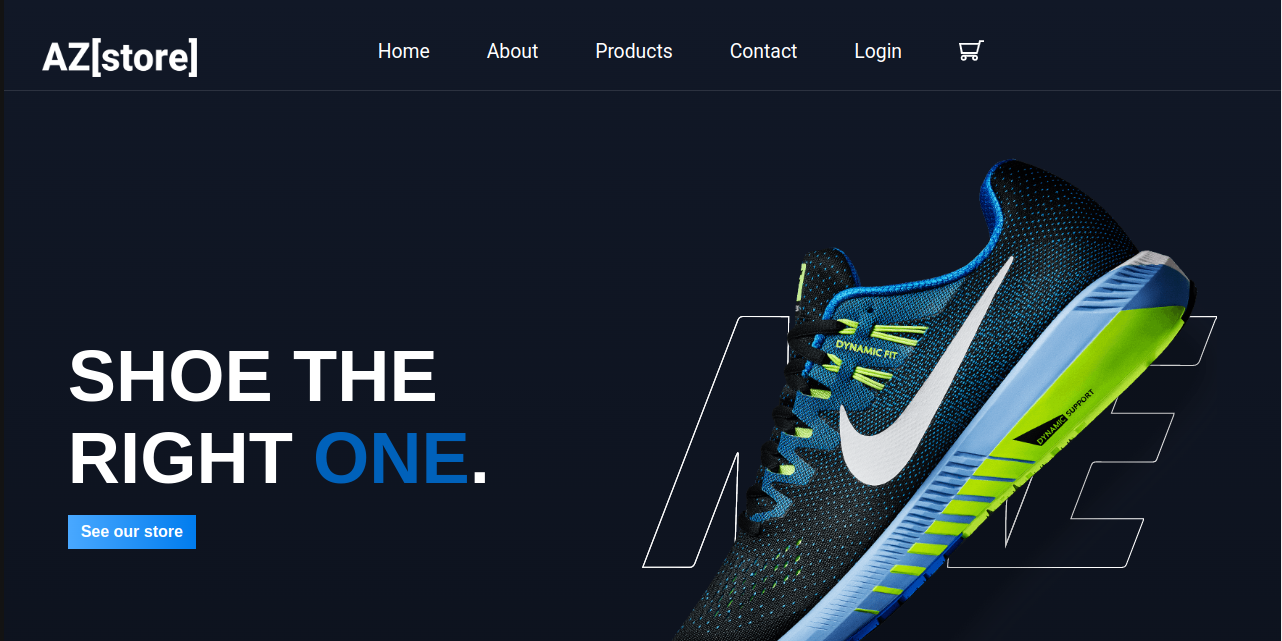 AZ[store]
Home
About
Products
Contact
Login
SHOE THE
RIGHT ONE.
See our store
DYNAMIC FIT
DYNAMIC SUPPORT